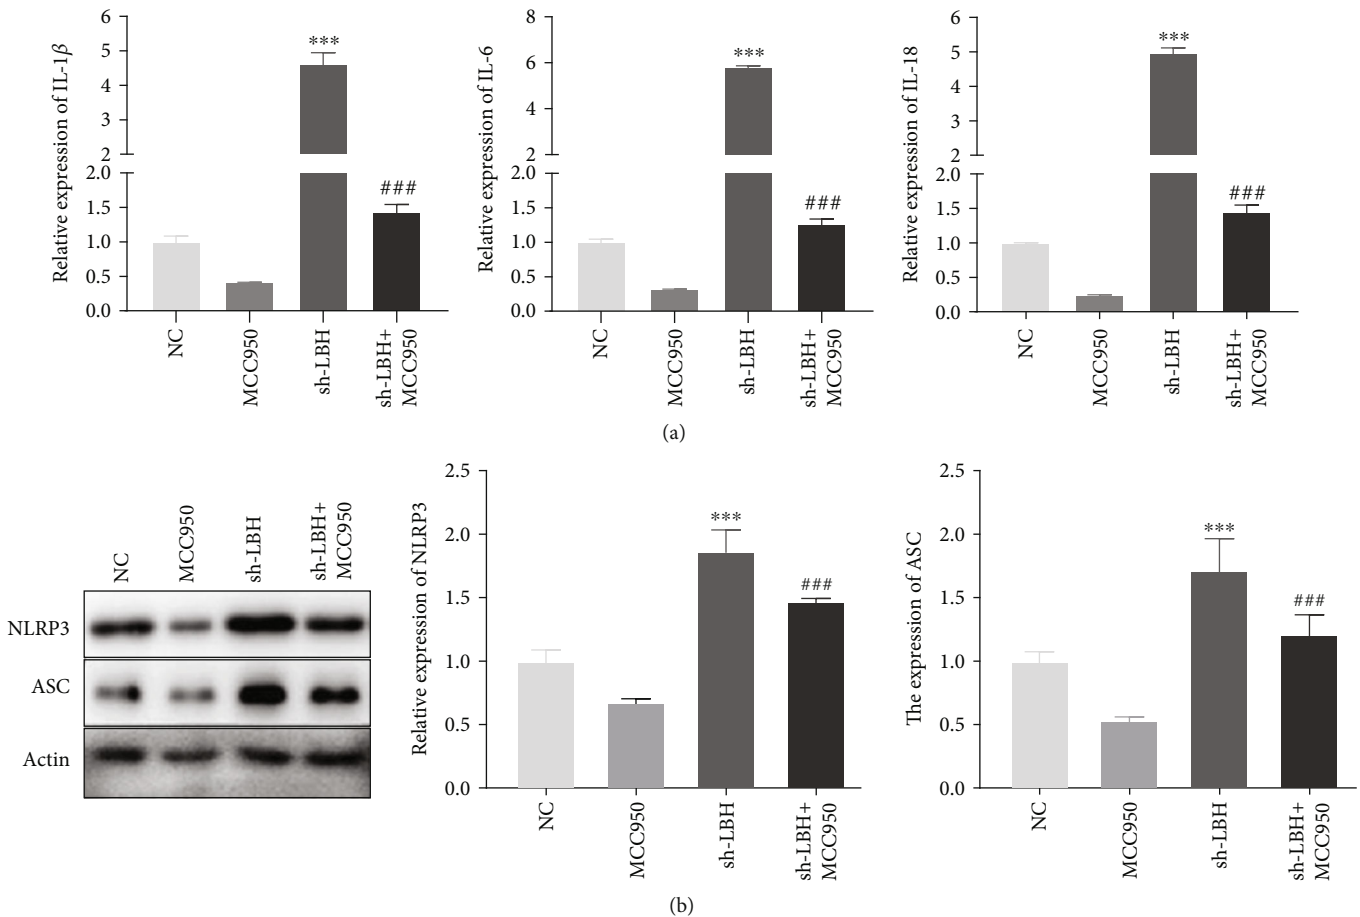 Relative expression of IL-1β
6
5
4
3
2
2.0
1.5
1.0
0.5
0.0
***
###
NC
MCC950
sh-LBH
sh-LBH+
MCC950
Relative expression of IL-6
8
6
4
2
2.0
1.5
1.0
0.5
0.0
***
###
NC
MCC950
sh-LBH
sh-LBH+
MCC950
Relative expression of IL-18
6
5
4
3
2
2.0
1.5
1.0
0.5
0.0
***
###
NC
MCC950
sh-LBH
sh-LBH+
MCC950
(a)
NC
MCC950
sh-LBH
sh-LBH+
MCC950
NLRP3
ASC
Actin
Relative expression of NLRP3
2.5
2.0
1.5
1.0
0.5
0.0
***
###
NC
MCC950
sh-LBH
sh-LBH+
MCC950
The expression of ASC
2.5
2.0
1.5
1.0
0.5
0.0
***
###
NC
MCC950
sh-LBH
sh-LBH+
MCC950
(b)